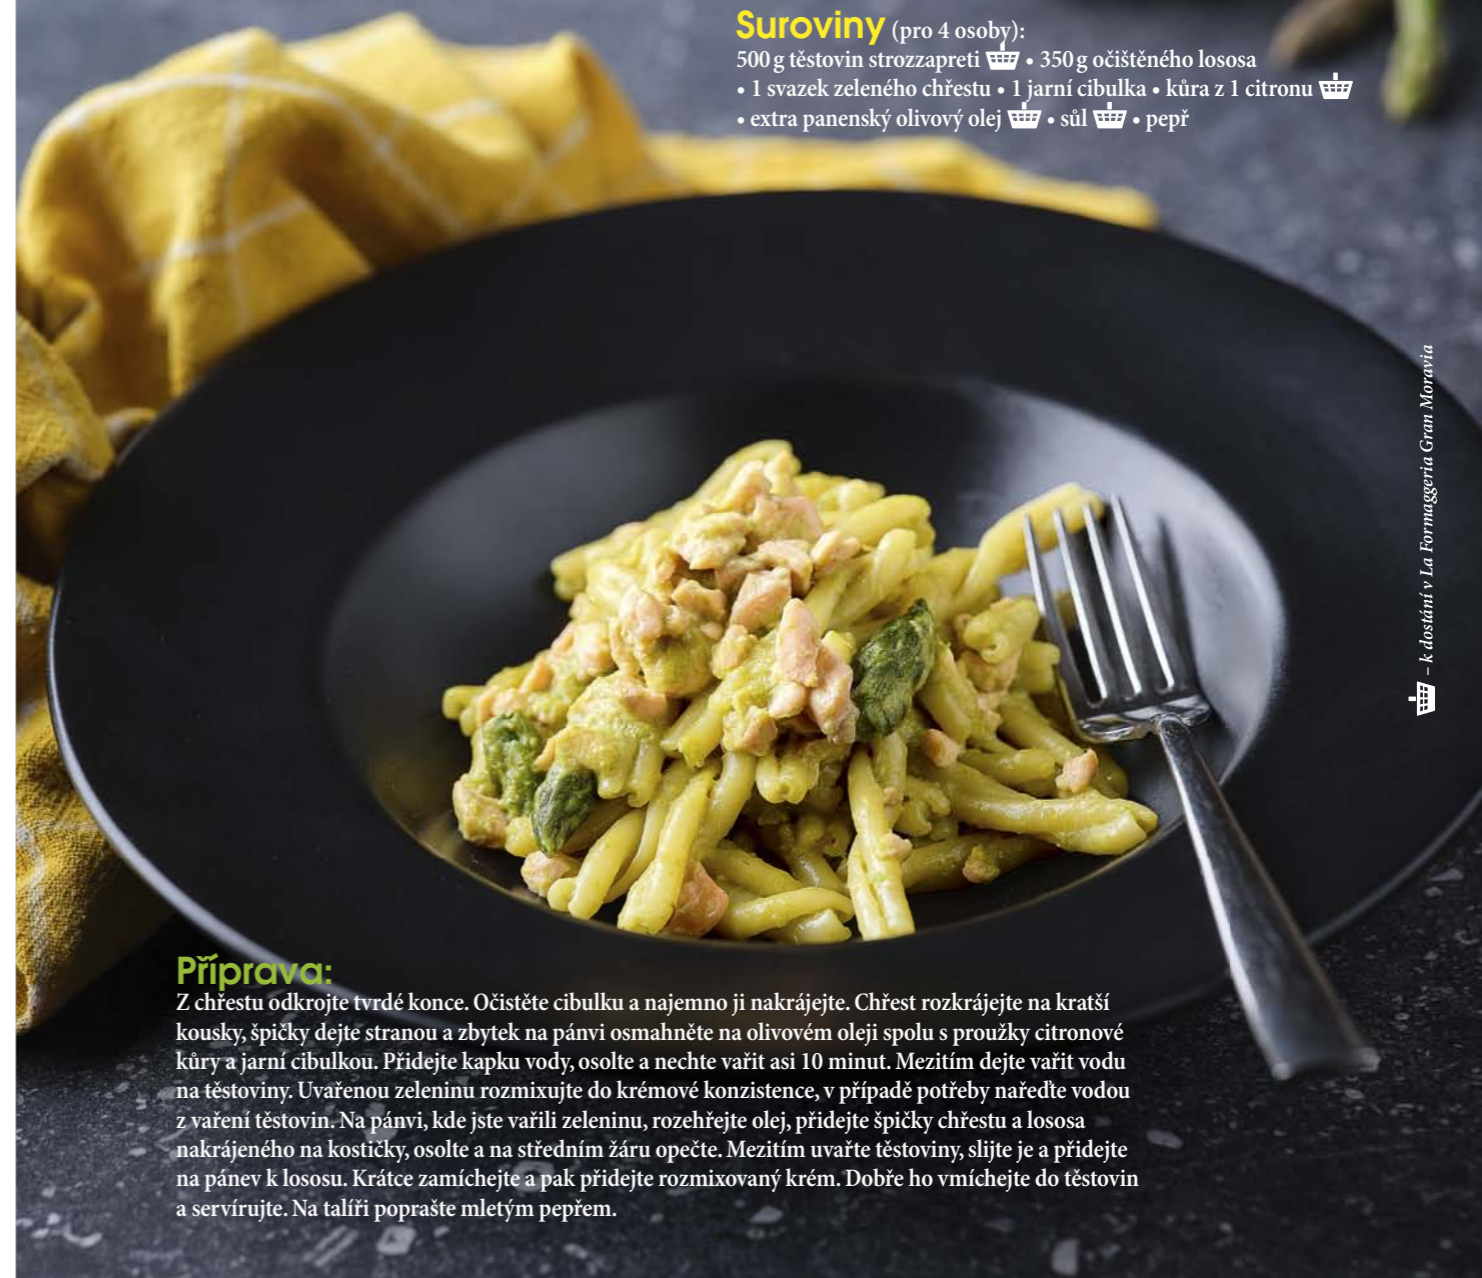 Suroviny (pro 4 osoby):
500 g těstovin strozzapreti • 350 g očištěného lososa
• 1 svazek zeleného chřestu • 1 jarní cibulka • kůra z 1 citronu
• extra panenský olivový olej • sůl • pepř
– k dostání v La Formaggeria Gran Moravia
Příprava:
Z chřestu odkrojte tvrdé konce. Očistěte cibulku a najemno ji nakrájejte. Chřest rozkrájejte na kratší
kousky, špičky dejte stranou a zbytek na pánvi osmahněte na olivovém oleji spolu s proužky citronové
kůry a jarní cibulkou. Přidejte kapku vody, osolte a nechte vařit asi 10 minut. Mezitím dejte vařit vodu
na těstoviny. Uvařenou zeleninu rozmixujte do krémové konzistence, v případě potřeby nařeďte vodou
z vaření těstovin. Na pánvi, kde jste vařili zeleninu, rozehřejte olej, přidejte špičky chřestu a lososa
nakrájeného na kostičky, osolte a na středním žáru opečte. Mezitím uvařte těstoviny, slijte je a přidejte
na pánev k lososu. Krátce zamíchejte a pak přidejte rozmixovaný krém. Dobře ho vmíchejte do těstovin
a servírujte. Na talíři poprašte mletým pepřem.